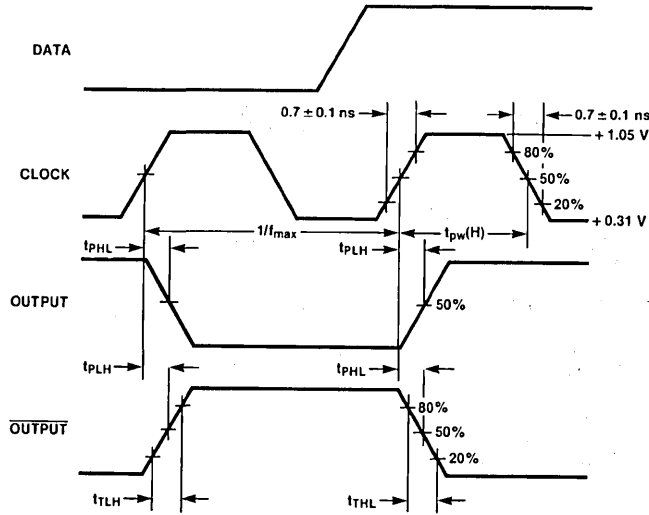 DATA
0.7 ± 0.1 ns
0.7 ± 0.1 ns
+ 1.05 V
80%
CLOCK
50%
20%
+ 0.31 V
1/fmax
tpw(H)
tPHL
tPLH
OUTPUT
50%
tPLH
tPHL
80%
OUTPUT
50%
20%
tTLH
tTHL